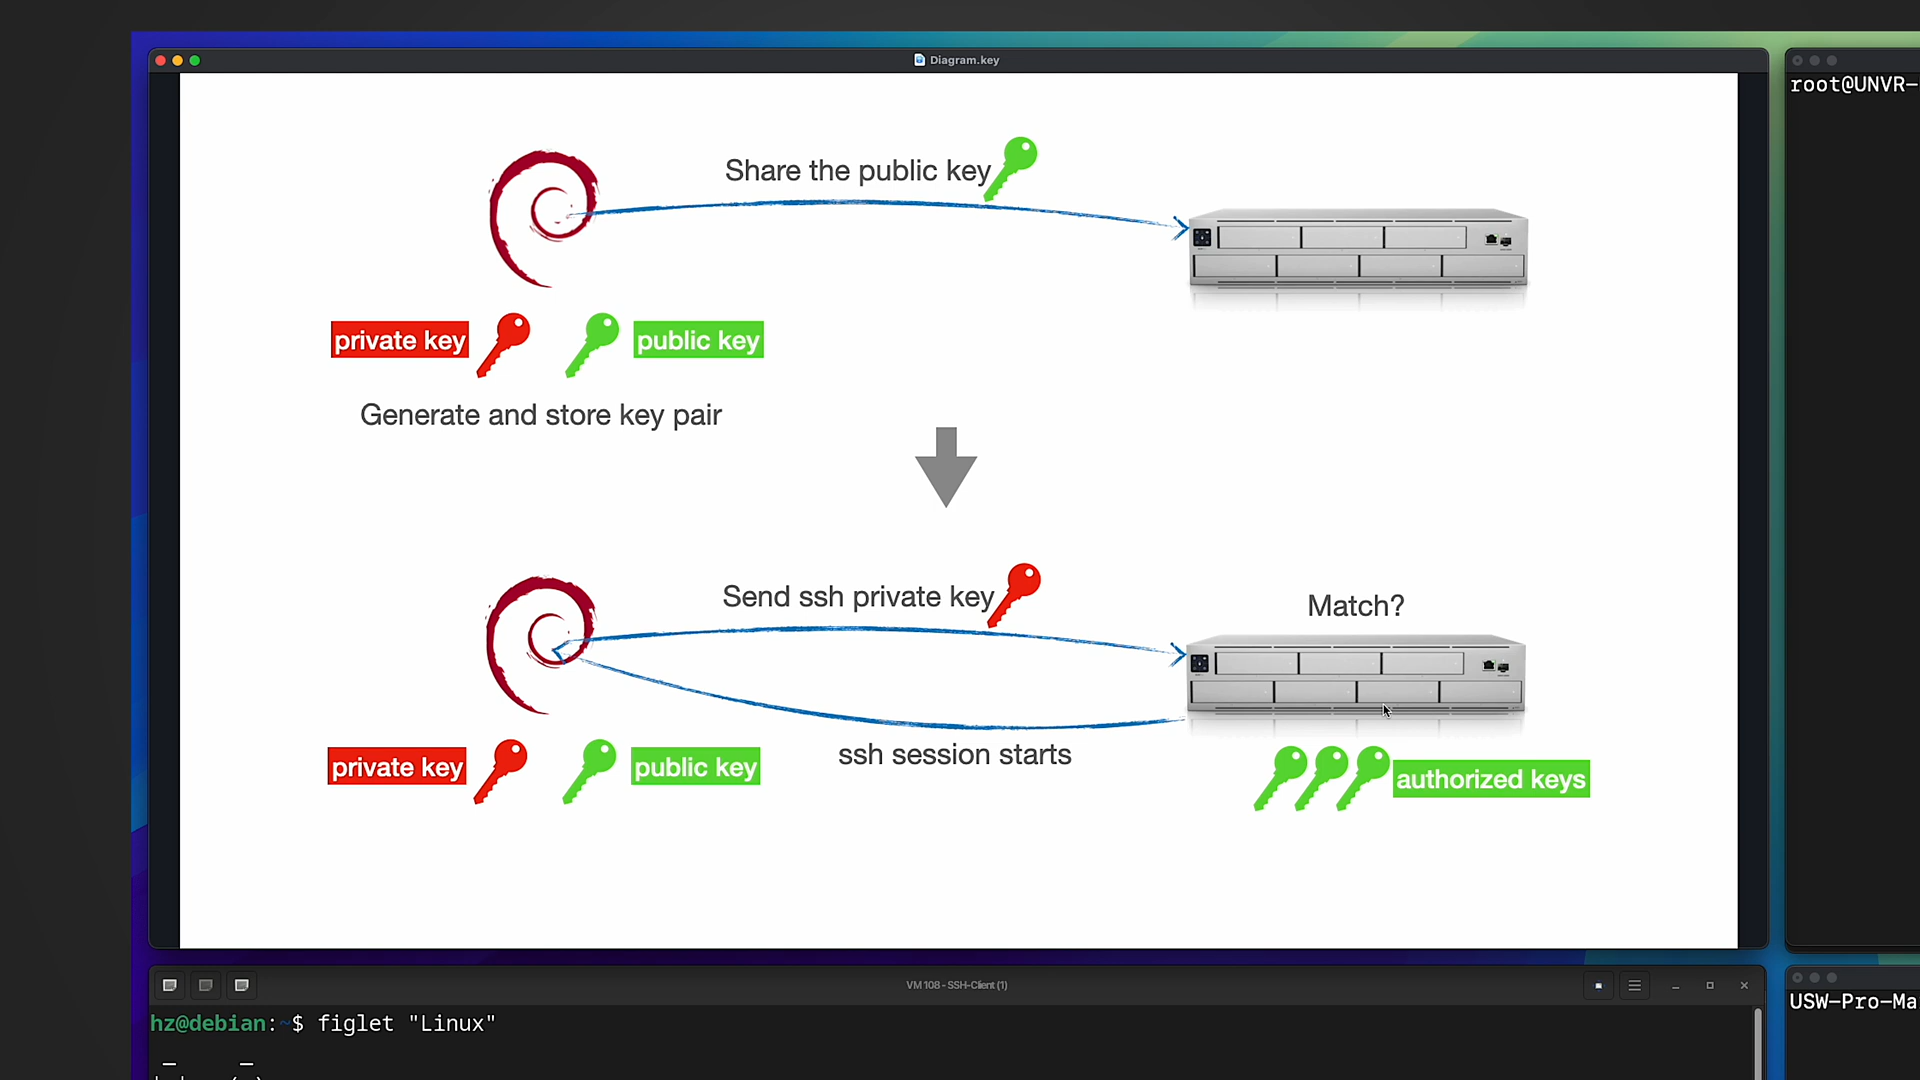 Diagram.key
root@UNVR-
Share the public key
private key
public key
Generate and store key pair
Send ssh private key
Match?
private key
public key
ssh session starts
authorized keys
VM 108 - SSH-Client (1)
hz@debian:~$ figlet "Linux"
USW-Pro-Ma